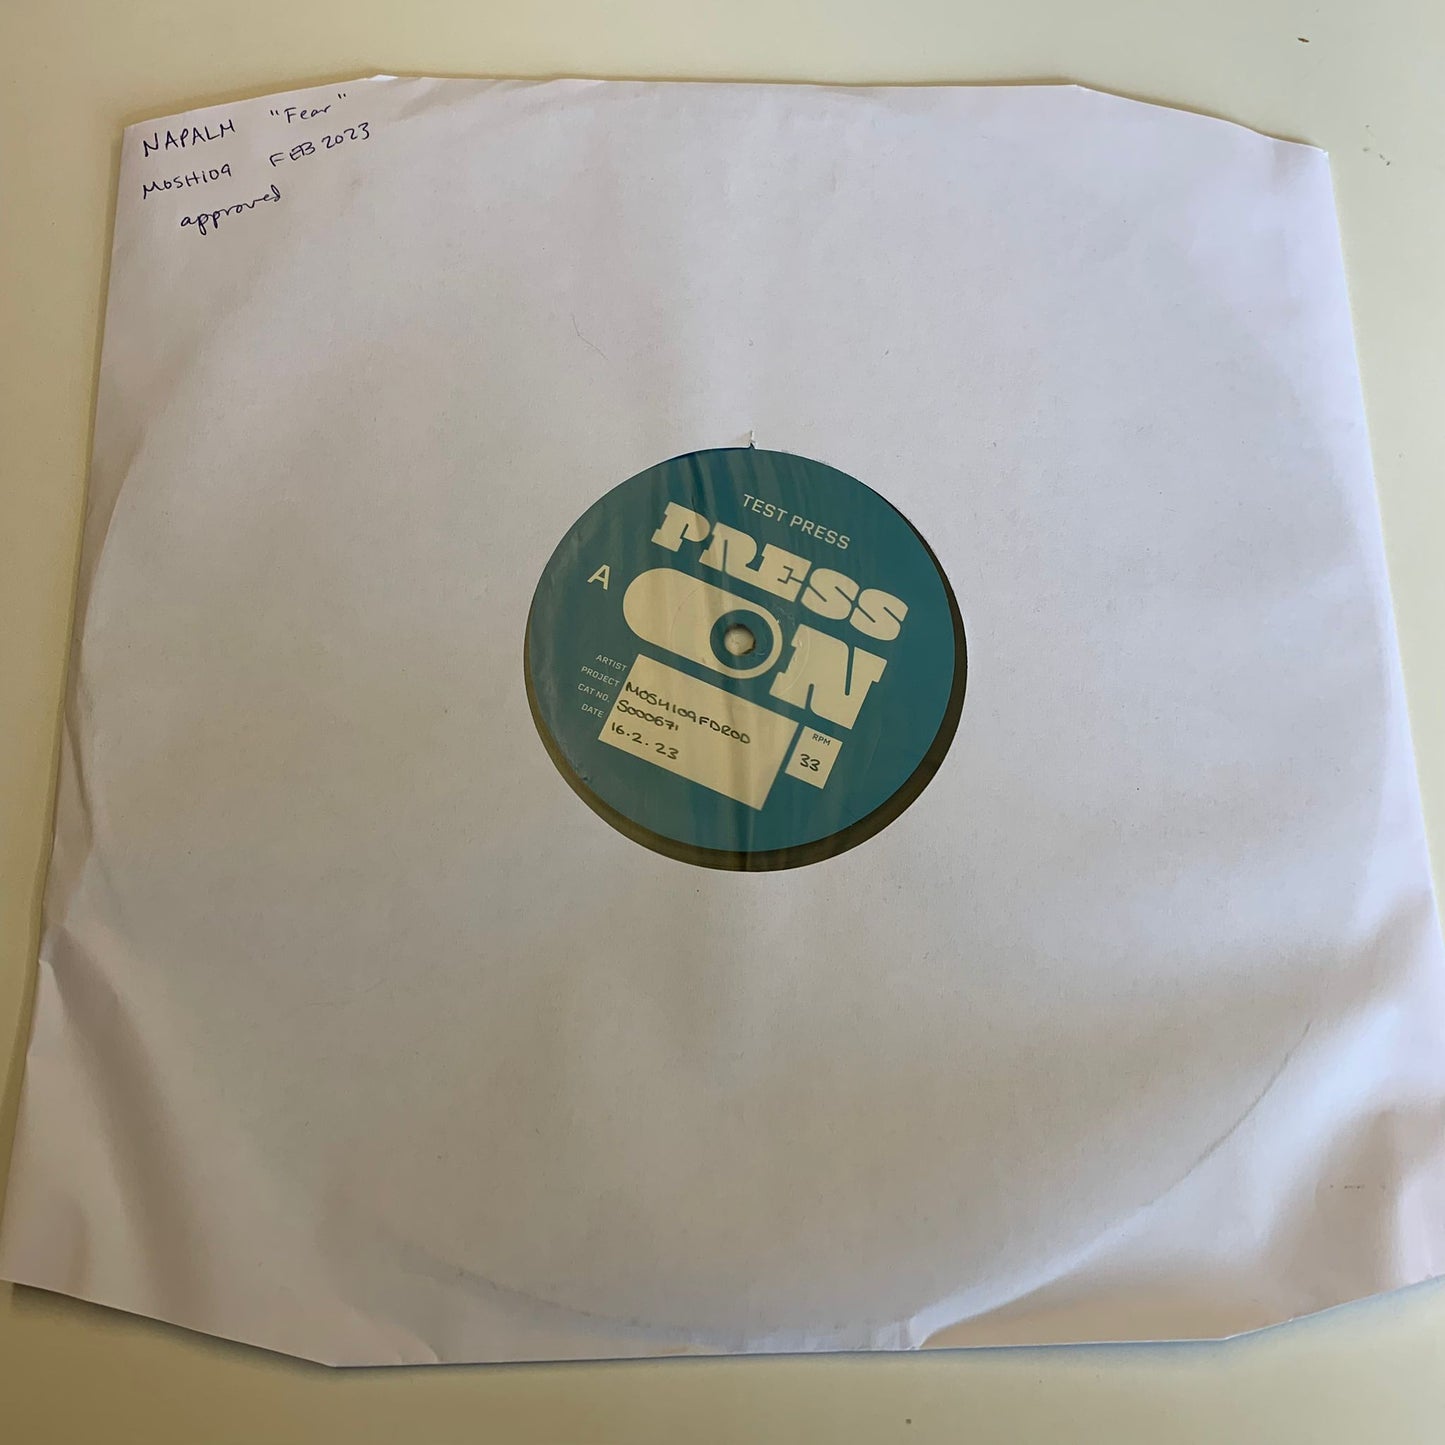 NAPALM "Fear"
MOSH109 FEB 2023
approved
TEST PRESS
PRESS
ON
A
ARTIST
PROJECT MOSH109FDROD
CAT NO. S000671
DATE 16.2.23
RPM
33